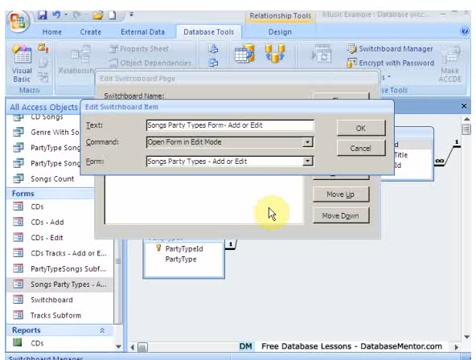 Relationship Tools
Music Example : Database (Acc...
Home Create External Data Database Tools Design
Visual Basic
Relationships
Property Sheet
Object Dependencies
Switchboard Manager
Encrypt with Password
Make ACCDE
Macro
se Tools
Edit Switchboard Page
Switchboard Name:
All Access Objects
Edit Switchboard Item
Text: Songs Party Types Form- Add or Edit
OK
Command: Open Form in Edit Mode
Cancel
Form: Songs Party Types - Add or Edit
CD Songs
Genre With So
PartyType Song
PartyType Song
Songs Count
d
Title
Id
1
Move Up
Move Down
Forms
CDs
CDs - Add
CDs - Edit
CDs Tracks - Add or E...
PartyTypeSongs Subf...
Songs Party Types - A...
Switchboard
Tracks Subform
Reports
CDs
PartyTypeId
PartyType
1
DM Free Database Lessons - DatabaseMentor.com
Switchboard Manager